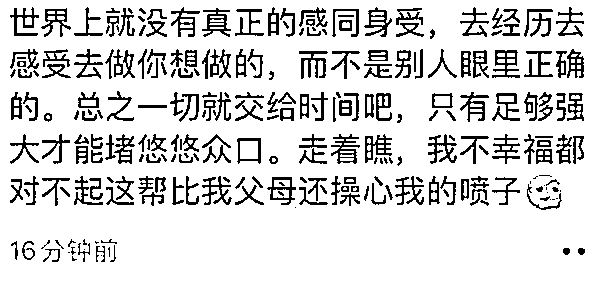 世界上就没有真正的感同身受，去经历去
感受去做你想做的，而不是别人眼里正确
的。总之一切就交给时间吧，只有足够强
大才能堵悠悠众口。走着瞧，我不幸福都
对不起这帮比我父母还操心我的喷子
16分钟前